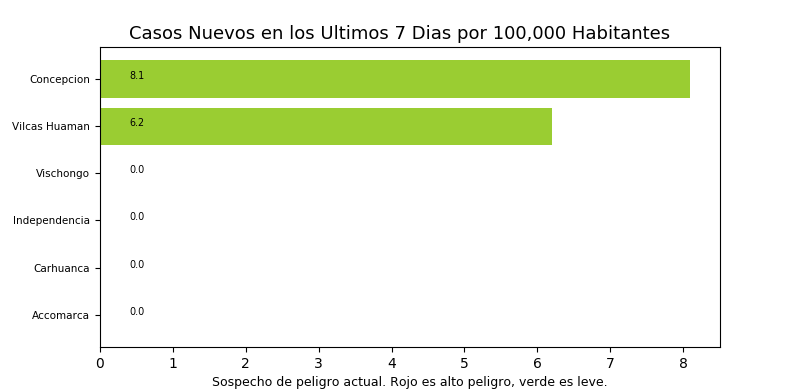 Casos Nuevos en los Ultimos 7 Dias por 100,000 Habitantes
Concepcion 8.1
Vilcas Huaman 6.2
Vischongo 0.0
Independencia 0.0
Carhuanca 0.0
Accomarca 0.0
0 1 2 3 4 5 6 7 8
Sospecho de peligro actual. Rojo es alto peligro, verde es leve.